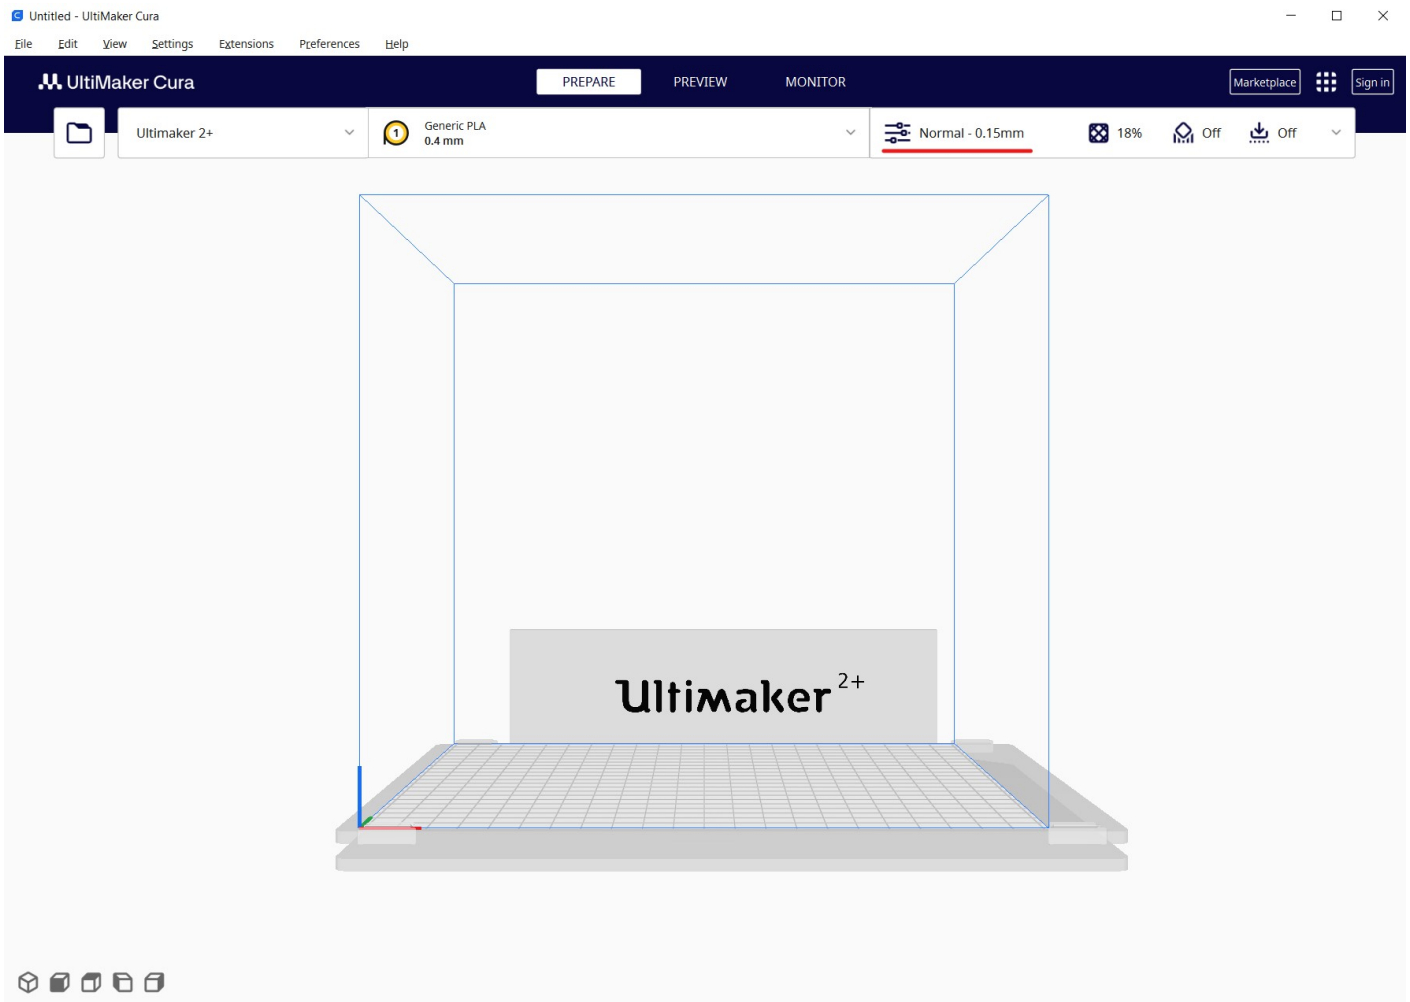 Untitled - UltiMaker Cura
File Edit View Settings Extensions Preferences Help
UltiMaker Cura PREPARE PREVIEW MONITOR Marketplace Sign in
Ultimaker 2+ 1 Generic PLA Normal - 0.15mm 18% Off Off
0.4 mm
Ultimaker 2+